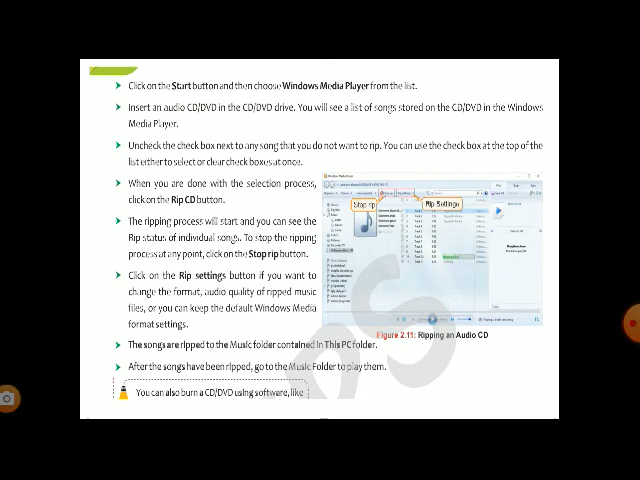 Click on the Start button and then choose Windows Media Player from the list.
Insert an audio CD/DVD in the CD/DVD drive. You will see a list of songs stored on the CD/DVD in the Windows
Media Player.
Uncheck the check box next to any song that you do not want to rip. You can use the check box at the top of the
list either to select or clear check boxes at once.
When you are done with the selection process,
click on the Rip CD button.
The ripping process will start and you can see the
Rip status of individual songs. To stop the ripping
process at any point, click on the Stop rip button.
Click on the Rip settings button if you want to
change the format, audio quality of ripped music
files, or you can keep the default Windows Media
format settings.
Stop rip
Rip Settings
Figure 2.11: Ripping an Audio CD
The songs are ripped to the Music folder contained in This PC folder.
After the songs have been ripped, go to the Music Folder to play them.
You can also burn a CD/DVD using software, like